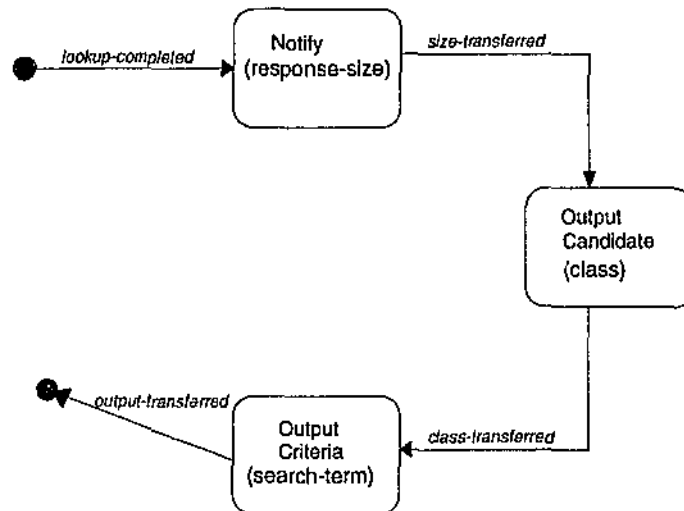 lookup-completed
Notify
(response-size)
size-transferred
Output
Candidate
(class)
class-transferred
Output
Criteria
(search-term)
output-transferred